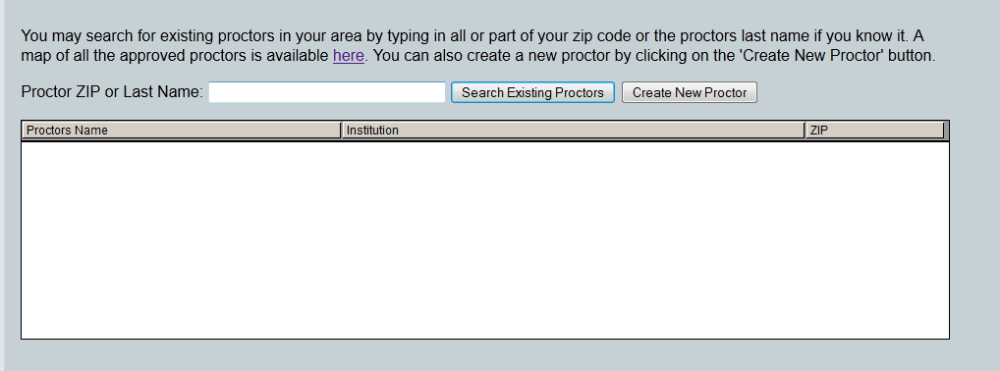 You may search for existing proctors in your area by typing in all or part of your zip code or the proctors last name if you know it. A
map of all the approved proctors is available here. You can also create a new proctor by clicking on the 'Create New Proctor' button.
Proctor ZIP or Last Name: Search Existing Proctors Create New Proctor
Proctors Name Institution ZIP